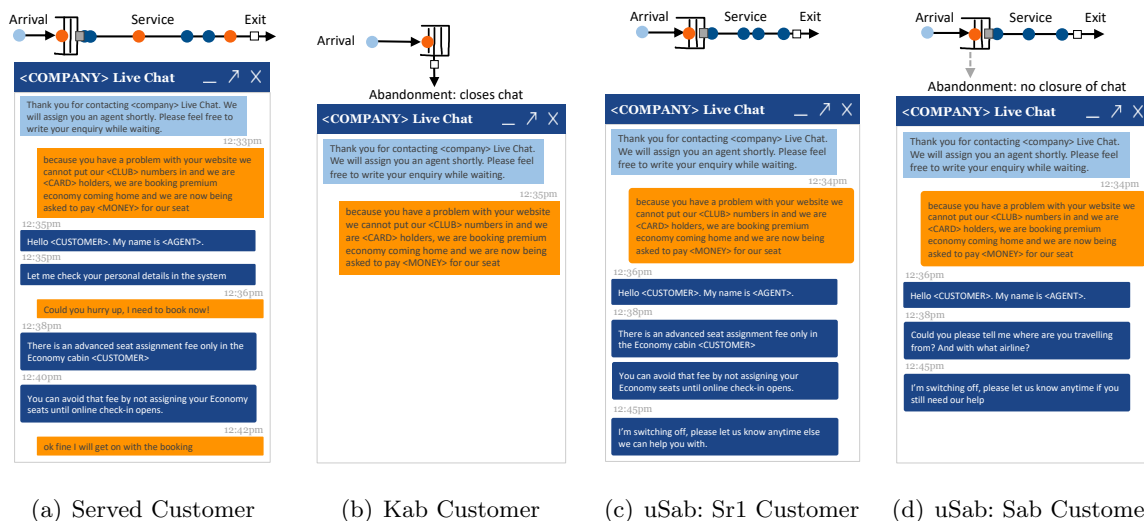 Arrival
Service
Exit
<COMPANY> Live Chat
Thank you for contacting <company> Live Chat. We
will assign you an agent shortly. Please feel free to
write your enquiry while waiting.
12:33pm
because you have a problem with your website we
cannot put our <CLUB> numbers in and we are
<CARD> holders, we are booking premium
economy coming home and we are now being
asked to pay <MONEY> for our seat
12:35pm
Hello <CUSTOMER>. My name is <AGENT>.
12:35pm
Let me check your personal details in the system
12:36pm
Could you hurry up, I need to book now!
12:38pm
There is an advanced seat assignment fee only in the
Economy cabin <CUSTOMER>
12:40pm
You can avoid that fee by not assigning your Economy
seats until online check-in opens.
12:42pm
ok fine I will get on with the booking
(a) Served Customer
Arrival
Abandonment: closes chat
<COMPANY> Live Chat
Thank you for contacting <company> Live Chat.
We will assign you an agent shortly. Please feel
free to write your enquiry while waiting.
12:35pm
because you have a problem with your website
we cannot put our <CLUB> numbers in and we
are <CARD> holders, we are booking premium
economy coming home and we are now being
asked to pay <MONEY> for our seat
(b) Kab Customer
Arrival
Service
Exit
<COMPANY> Live Chat
Thank you for contacting <company> Live Chat.
We will assign you an agent shortly. Please feel
free to write your enquiry while waiting.
12:34pm
because you have a problem with your website we
cannot put our <CLUB> numbers in and we are
<CARD> holders, we are booking premium
economy coming home and we are now being
asked to pay <MONEY> for our seat
12:36pm
Hello <CUSTOMER>. My name is <AGENT>.
12:38pm
There is an advanced seat assignment fee only in
the Economy cabin <CUSTOMER>
You can avoid that fee by not assigning your
Economy seats until online check-in opens.
12:45pm
I'm switching off, please let us know anytime else
we can help you with.
(c) uSab: Sr1 Customer
Arrival
Service
Exit
Abandonment: no closure of chat
<COMPANY> Live Chat
Thank you for contacting <company> Live Chat.
We will assign you an agent shortly. Please feel
free to write your enquiry while waiting.
12:34pm
because you have a problem with your website we
cannot put our <CLUB> numbers in and we are
<CARD> holders, we are booking premium
economy coming home and we are now being
asked to pay <MONEY> for our seat
12:36pm
Hello <CUSTOMER>. My name is <AGENT>.
12:38pm
Could you please tell me where are you travelling
from? And with what airline?
12:45pm
I'm switching off, please let us know anytime if you
still need our help
(d) uSab: Sab Custome